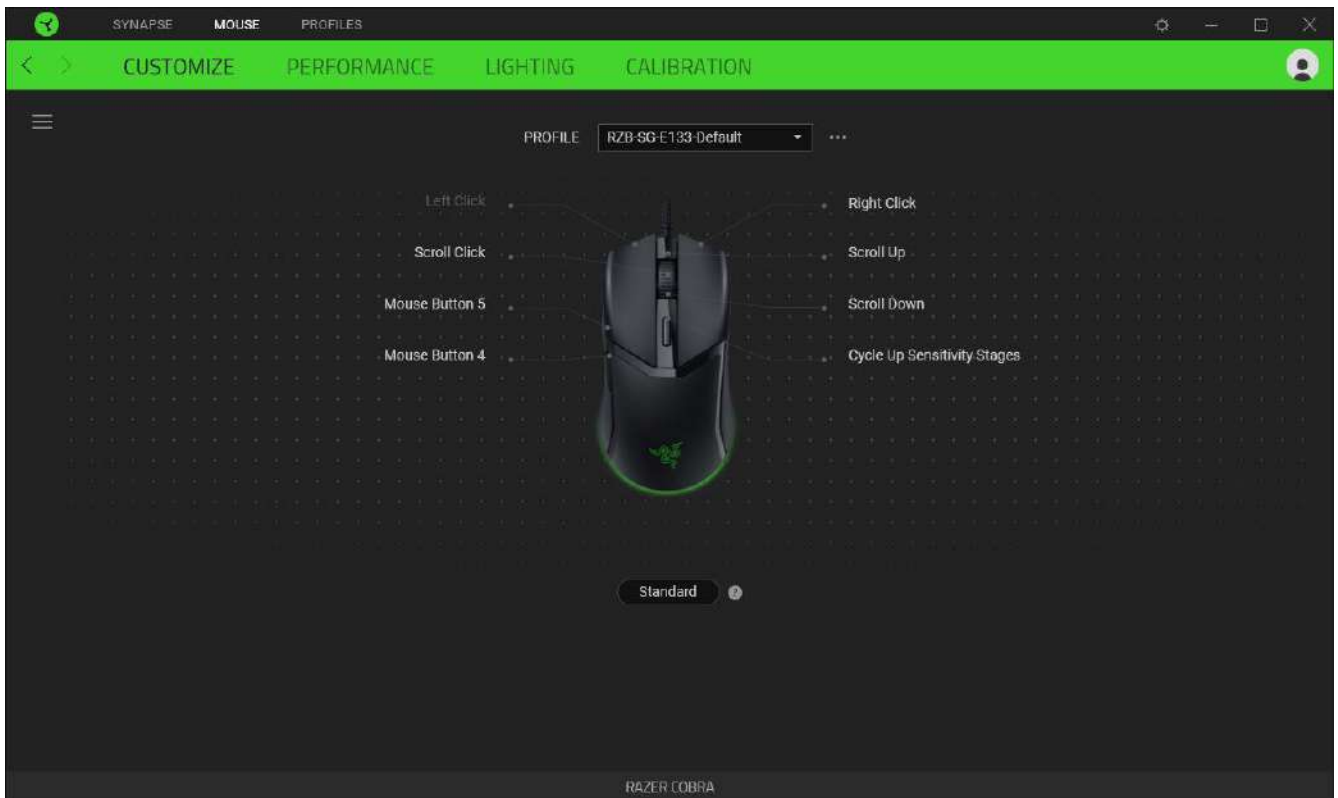 SYNAPSE MOUSE PROFILES
CUSTOMIZE PERFORMANCE LIGHTING CALIBRATION
PROFILE RZB-SG-E133-Default
Left Click
Right Click
Scroll Click
Scroll Up
Mouse Button 5
Scroll Down
Mouse Button 4
Cycle Up Sensitivity Stages
Standard ?
RAZER COBRA